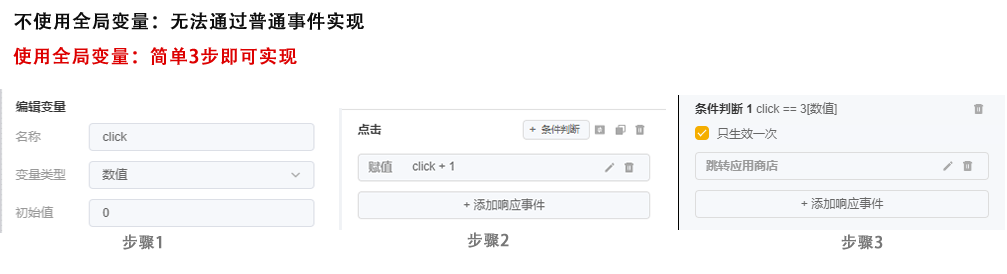 不使用全局变量：无法通过普通事件实现
使用全局变量：简单3步即可实现
编辑变量
名称 click
变量类型 数值
初始值 0
步骤1
点击 + 条件判断
赋值 click + 1
+ 添加响应事件
步骤2
条件判断 1 click == 3[数值]
只生效一次
跳转应用商店
+ 添加响应事件
步骤3